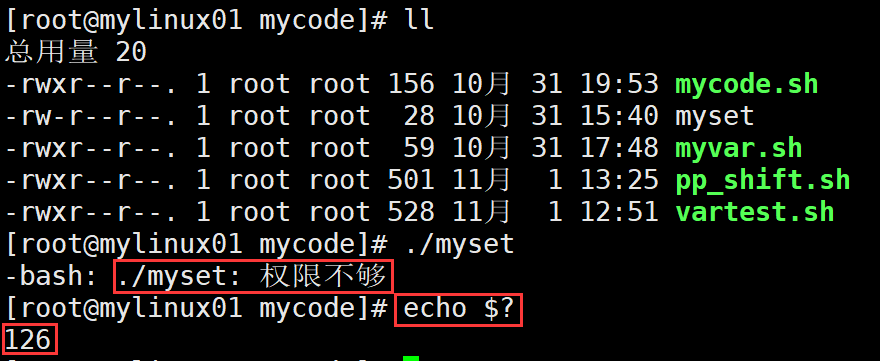 [root@mylinux01 mycode]# ll
总用量 20
-rwxr--r--. 1 root root 156 10月 31 19:53 mycode.sh
-rw-r--r--. 1 root root  28 10月 31 15:40 myset
-rwxr--r--. 1 root root  59 10月 31 17:48 myvar.sh
-rwxr--r--. 1 root root 501 11月  1 13:25 pp_shift.sh
-rwxr--r--. 1 root root 528 11月  1 12:51 vartest.sh
[root@mylinux01 mycode]# ./myset
-bash: ./myset: 权限不够
[root@mylinux01 mycode]# echo $?
126